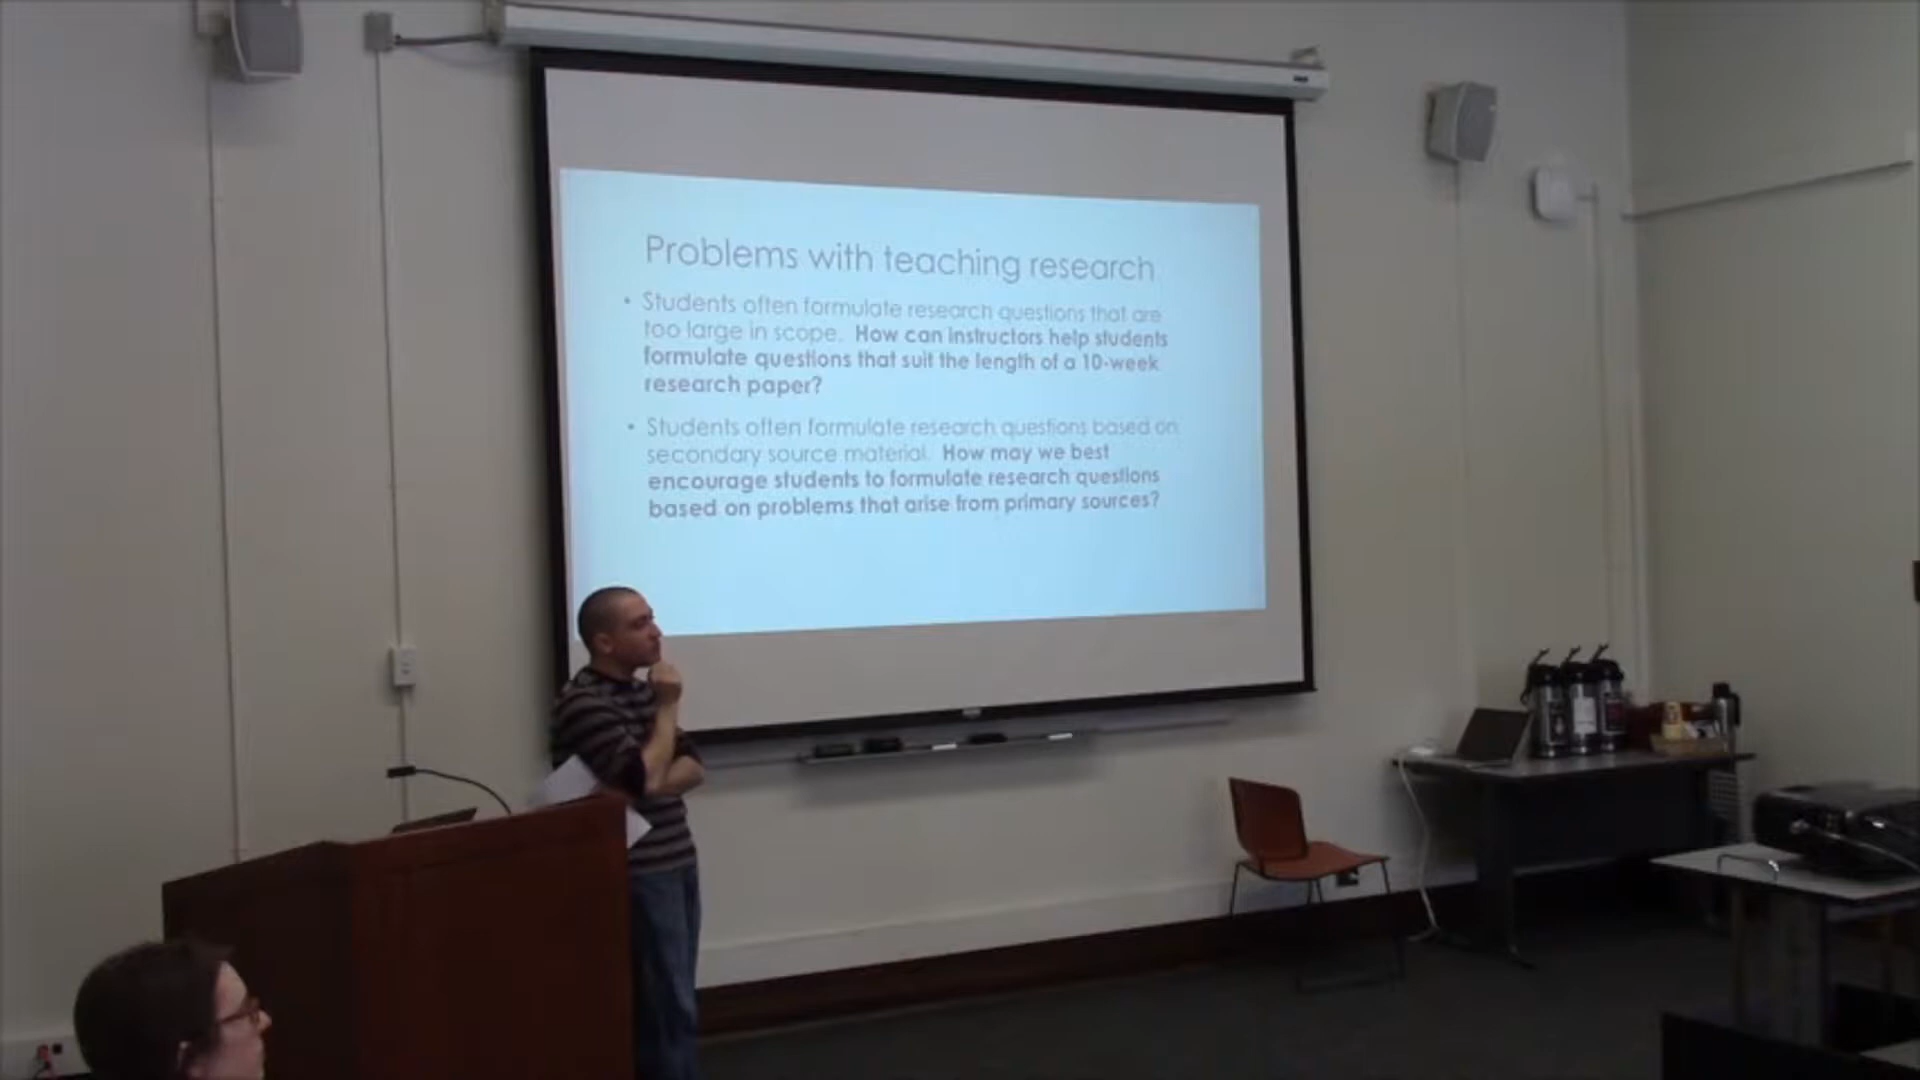 Problems with teaching research
• Students often formulate research questions that are
too large in scope. How can instructors help students
formulate questions that suit the length of a 10-week
research paper?
• Students often formulate research questions based on
secondary source material. How may we best
encourage students to formulate research questions
based on problems that arise from primary sources?